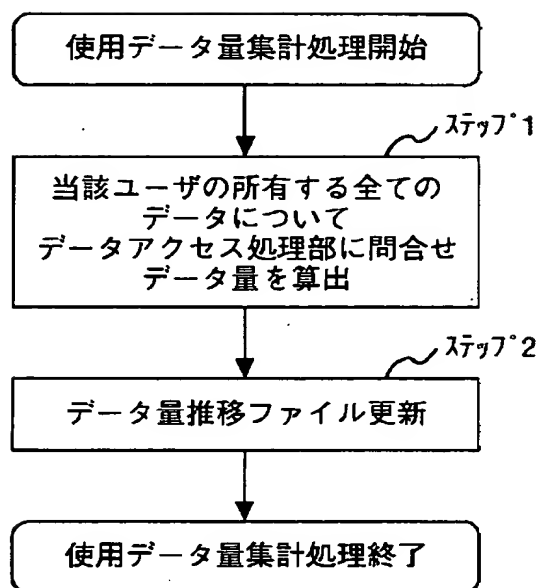 使用データ量集計処理開始
ステップ1
当該ユーザの所有する全ての
データについて
データアクセス処理部に問合せ
データ量を算出
ステップ2
データ量推移ファイル更新
使用データ量集計処理終了